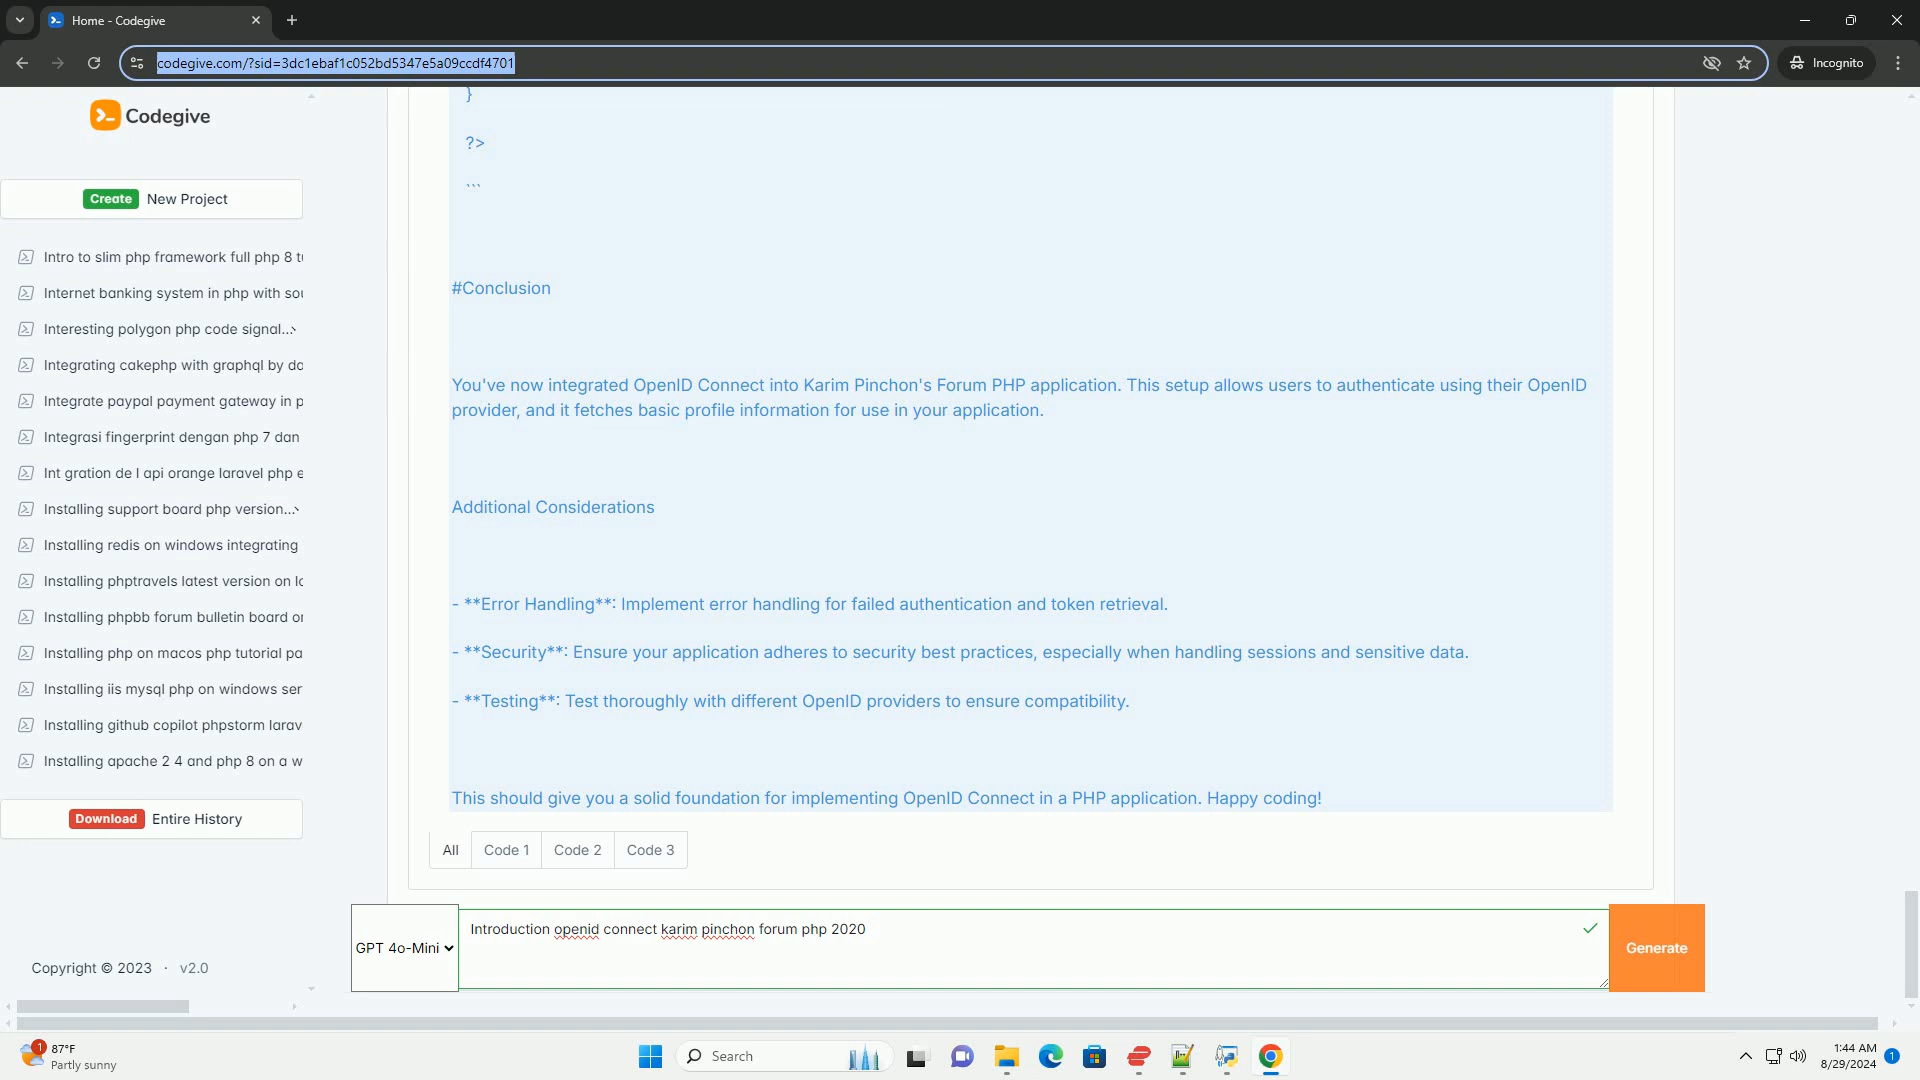 Home - Codegive
codegive.com/?sid=3dc1ebaf1c052bd5347e5a09ccdf4701
Incognito
Codegive
Create New Project
Intro to slim php framework full php 8 tu
Internet banking system in php with sou
Interesting polygon php code signal...
Integrating cakephp with graphql by da
Integrate paypal payment gateway in p
Integrasi fingerprint dengan php 7 dan
Int gration de l api orange laravel php e
Installing support board php version...
Installing redis on windows integrating
Installing phptravels latest version on lo
Installing phpbb forum bulletin board or
Installing php on macos php tutorial pa
Installing iis mysql php on windows ser
Installing github copilot phpstorm larav
Installing apache 2 4 and php 8 on a w
Download Entire History
Copyright © 2023 · v2.0
}
?>
```
#Conclusion
You've now integrated OpenID Connect into Karim Pinchon's Forum PHP application. This setup allows users to authenticate using their OpenID
provider, and it fetches basic profile information for use in your application.
Additional Considerations
- **Error Handling**: Implement error handling for failed authentication and token retrieval.
- **Security**: Ensure your application adheres to security best practices, especially when handling sessions and sensitive data.
- **Testing**: Test thoroughly with different OpenID providers to ensure compatibility.
This should give you a solid foundation for implementing OpenID Connect in a PHP application. Happy coding!
All Code 1 Code 2 Code 3
GPT 4o-Mini
Introduction openid connect karim pinchon forum php 2020
Generate
1
87°F
Partly sunny
Search
1:44 AM
8/29/2024
1